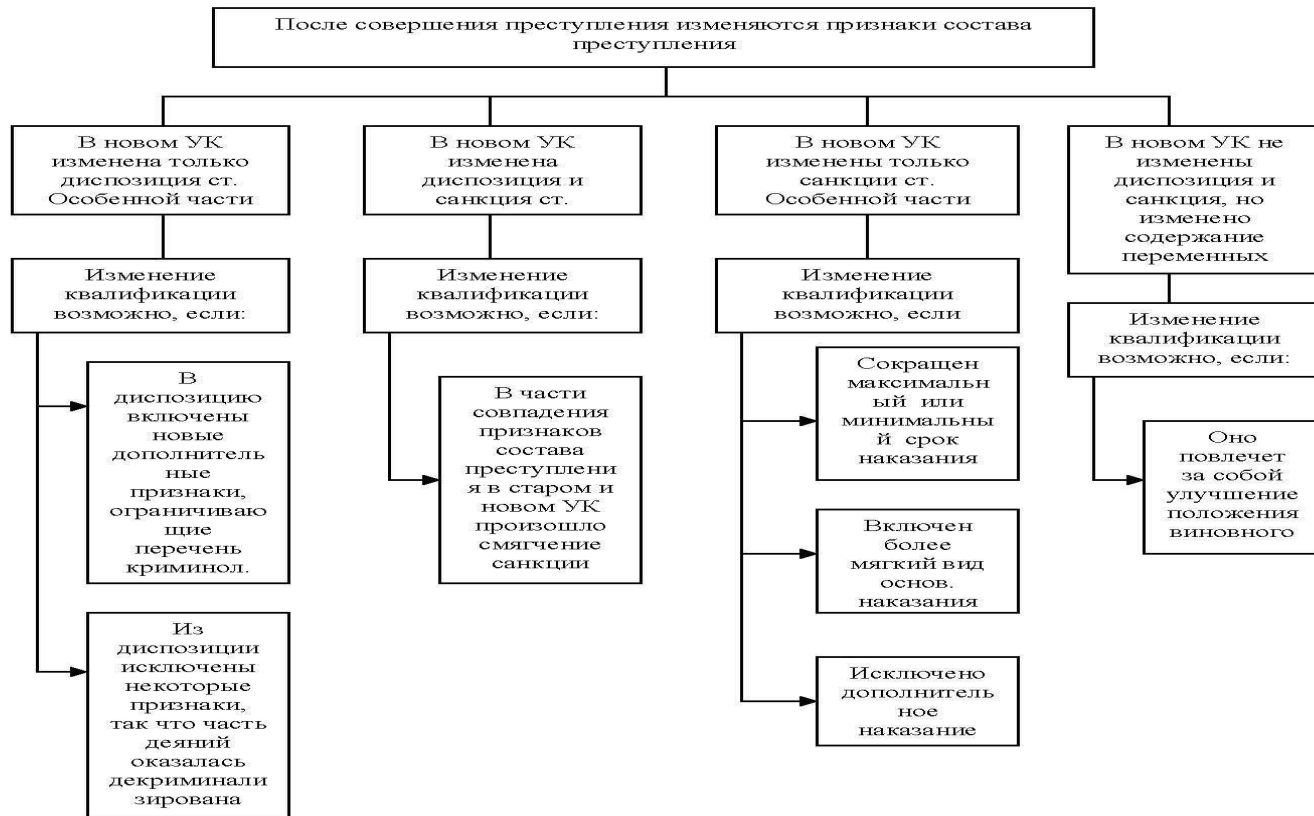 После совершения преступления изменяются признаки состава
преступления
В новом УК
изменена только
диспозиция ст.
Особенной части
Изменение
квалификации
возможно, если:
В
диспозицию
включены
новые
дополнитель
ные
признаки,
ограничиваю
щие
перечень
криминол.
Из
диспозиции
исключены
некоторые
признаки,
так что часть
деяний
оказалась
декриминали
зирована
В новом УК
изменена
диспозиция и
санкция ст.
Изменение
квалификации
возможно, если:
В части
совпадения
признаков
состава
преступлени
я в старом и
новом УК
произошло
смягчение
санкции
В новом УК
изменены только
санкции ст.
Особенной части
Изменение
квалификации
возможно, если
Сокращен
максимальн
ый или
минимальны
й срок
наказания
Включен
более
мягкий вид
основ.
наказания
Исключено
дополнитель
ное
наказание
В новом УК не
изменены
диспозиция и
санкция, но
изменено
содержание
переменных
Изменение
квалификации
возможно, если:
Оно
повлечет
за собой
улучшение
положения
виновного